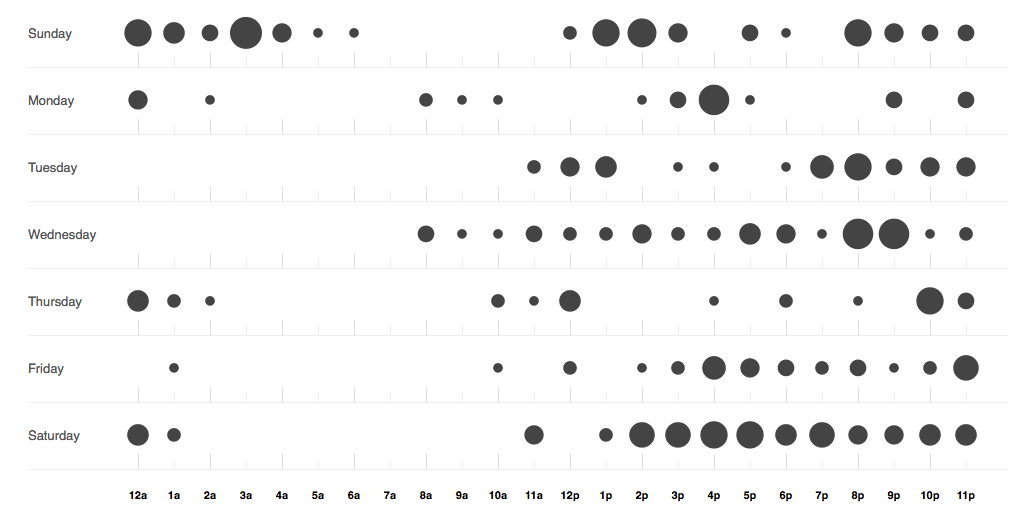 Sunday
Monday
Tuesday
Wednesday
Thursday
Friday
Saturday
12a 1a 2a 3a 4a 5a 6a 7a 8a 9a 10a 11a 12p 1p 2p 3p 4p 5p 6p 7p 8p 9p 10p 11p